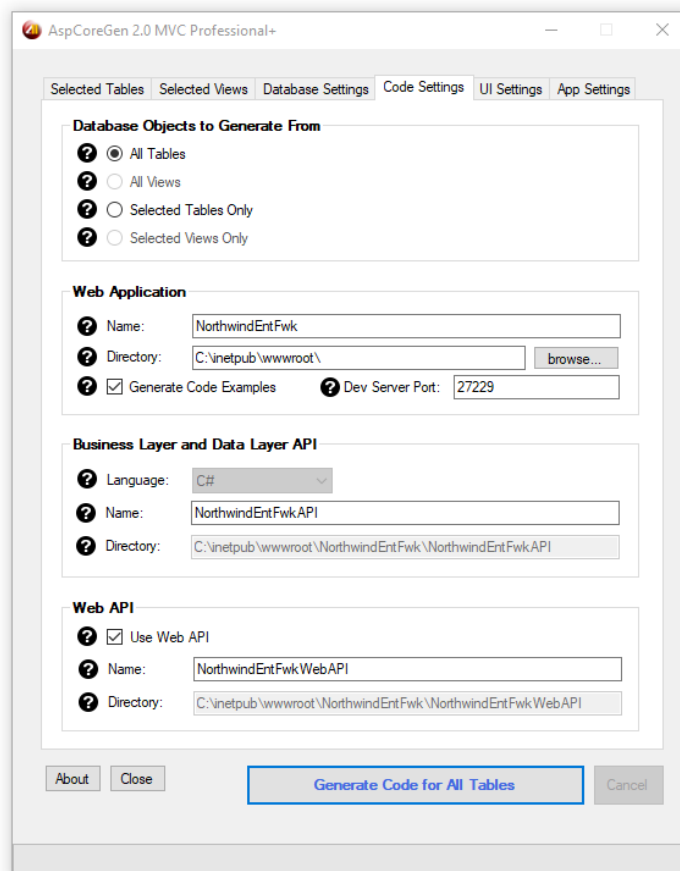 AspCoreGen 2.0 MVC Professional+
Selected Tables Selected Views Database Settings Code Settings UI Settings App Settings
Database Objects to Generate From
? All Tables
? All Views
? Selected Tables Only
? Selected Views Only
Web Application
? Name: NorthwindEntFwk
? Directory: C:\inetpub\wwwroot\ browse...
? Generate Code Examples ? Dev Server Port: 27229
Business Layer and Data Layer API
? Language: C#
? Name: NorthwindEntFwkAPI
? Directory: C:\inetpub\wwwroot\NorthwindEntFwk\NorthwindEntFwkAPI
Web API
? Use Web API
? Name: NorthwindEntFwkWebAPI
? Directory: C:\inetpub\wwwroot\NorthwindEntFwk\NorthwindEntFwkWebAPI
About Close Generate Code for All Tables Cancel